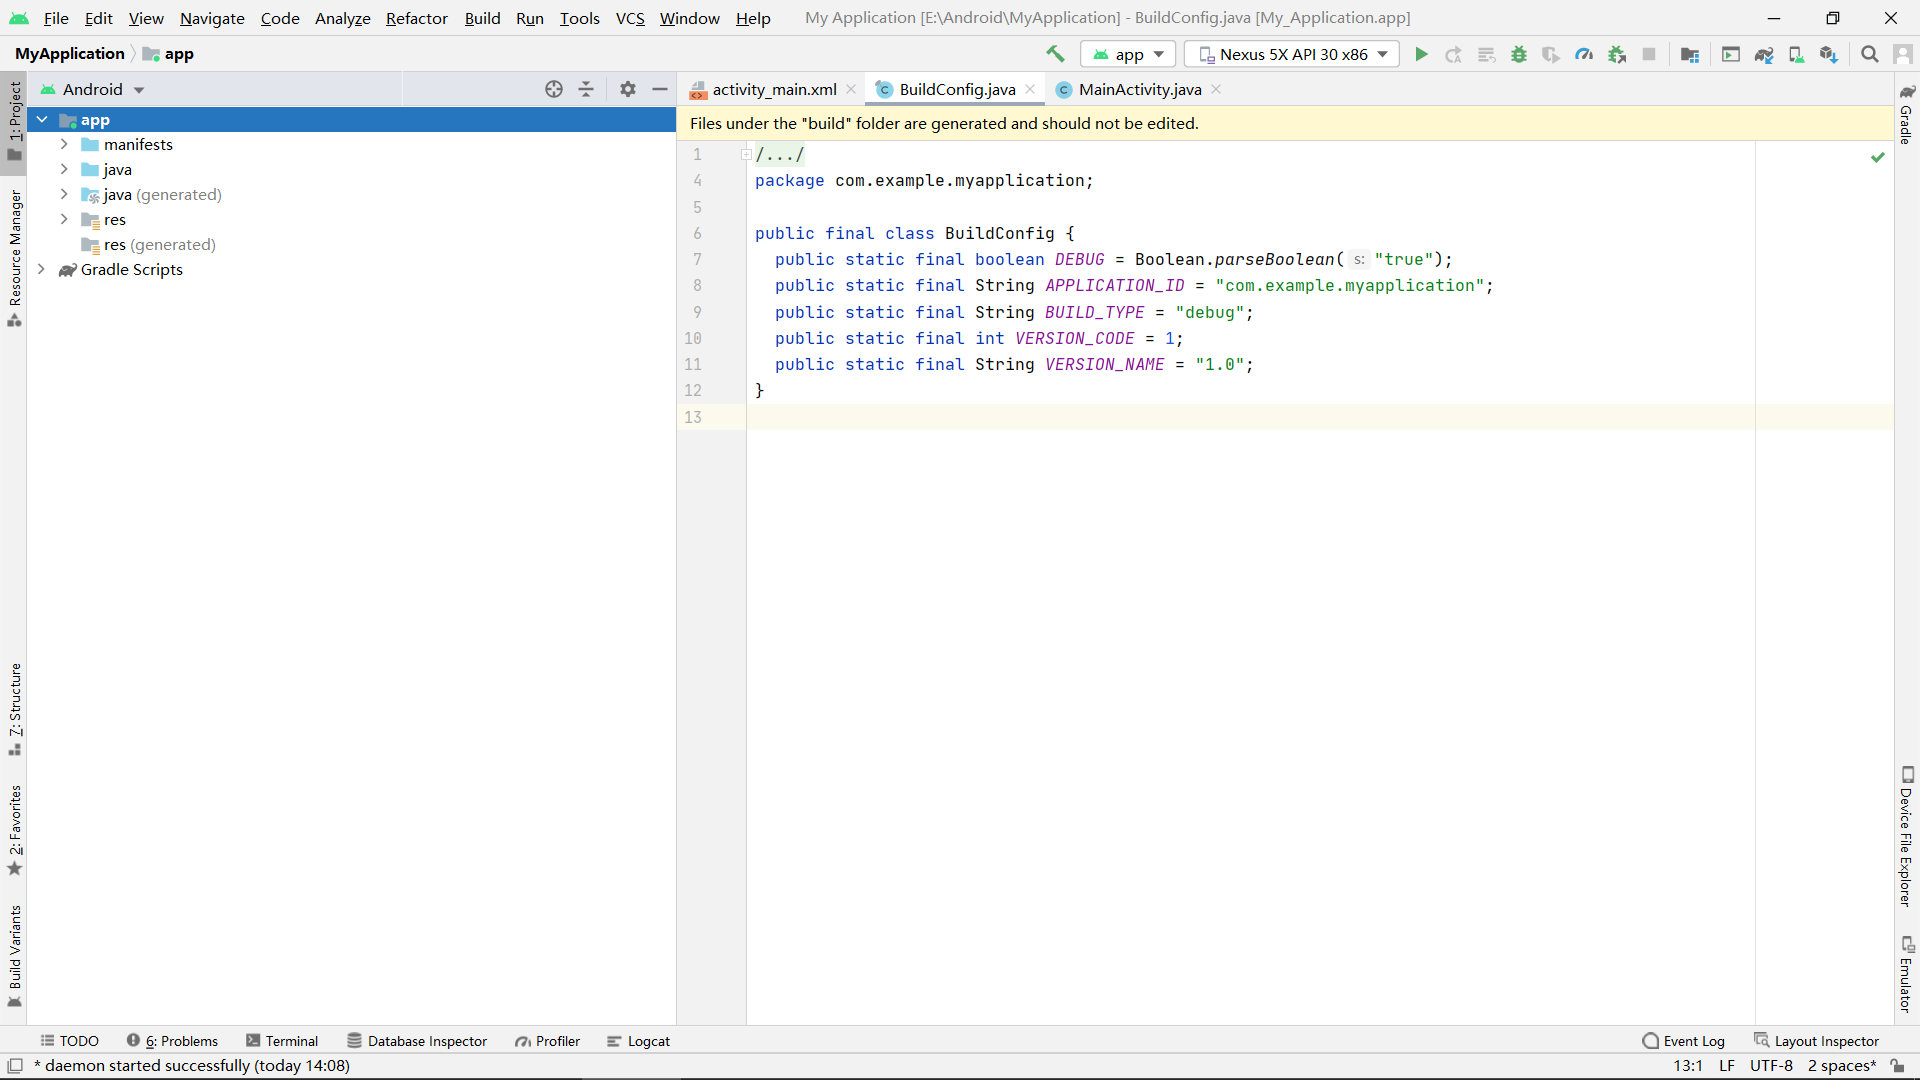 File Edit View Navigate Code Analyze Refactor Build Run Tools VCS Window Help My Application [E:\Android\MyApplication] - BuildConfig.java [My_Application.app]
MyApplication app
app Nexus 5X API 30 x86
Android
activity_main.xml BuildConfig.java MainActivity.java
Files under the "build" folder are generated and should not be edited.
app
manifests
java
java (generated)
res
res (generated)
Gradle Scripts
1 /.../
4 package com.example.myapplication;
5
6 public final class BuildConfig {
7 public static final boolean DEBUG = Boolean.parseBoolean( s: "true");
8 public static final String APPLICATION_ID = "com.example.myapplication";
9 public static final String BUILD_TYPE = "debug";
10 public static final int VERSION_CODE = 1;
11 public static final String VERSION_NAME = "1.0";
12 }
13
1: Project
Resource Manager
7: Structure
2: Favorites
Build Variants
Gradle
Device File Explorer
Emulator
TODO 6: Problems Terminal Database Inspector Profiler Logcat Event Log Layout Inspector
* daemon started successfully (today 14:08) 13:1 LF UTF-8 2 spaces*